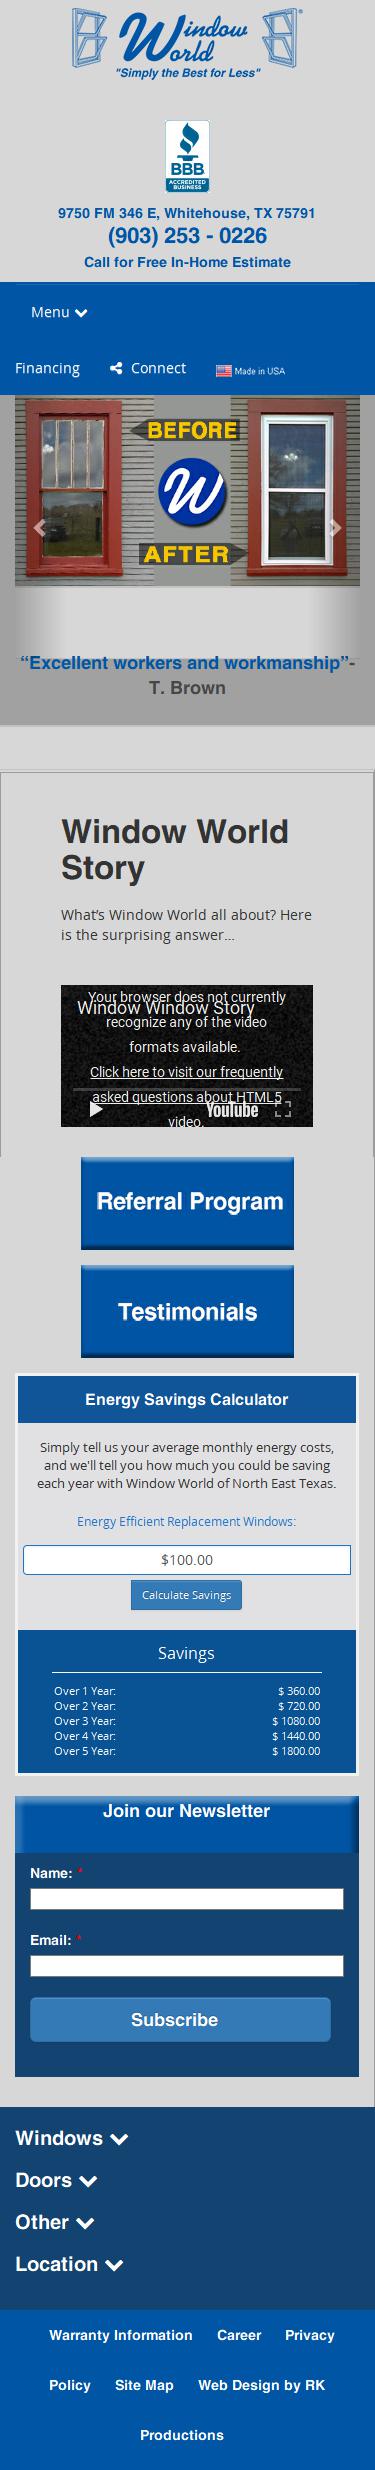 Window World
"Simply the Best for Less"
BBB
ACCREDITED BUSINESS
9750 FM 346 E, Whitehouse, TX 75791
(903) 253 - 0226
Call for Free In-Home Estimate
Menu
Financing Connect Made in USA
BEFORE
W
AFTER
“Excellent workers and workmanship”-
T. Brown
Window World
Story
What's Window World all about? Here
is the surprising answer...
Your browser does not currently
Window Window Story
recognize any of the video
formats available.
Click here to visit our frequently
asked questions about HTML5
YouTube
video.
Referral Program
Testimonials
Energy Savings Calculator
Simply tell us your average monthly energy costs,
and we'll tell you how much you could be saving
each year with Window World of North East Texas.
Energy Efficient Replacement Windows:
$100.00
Calculate Savings
Savings
Over 1 Year: $ 360.00
Over 2 Year: $ 720.00
Over 3 Year: $ 1080.00
Over 4 Year: $ 1440.00
Over 5 Year: $ 1800.00
Join our Newsletter
Name: *
Email: *
Subscribe
Windows
Doors
Other
Location
Warranty Information Career Privacy
Policy Site Map Web Design by RK
Productions